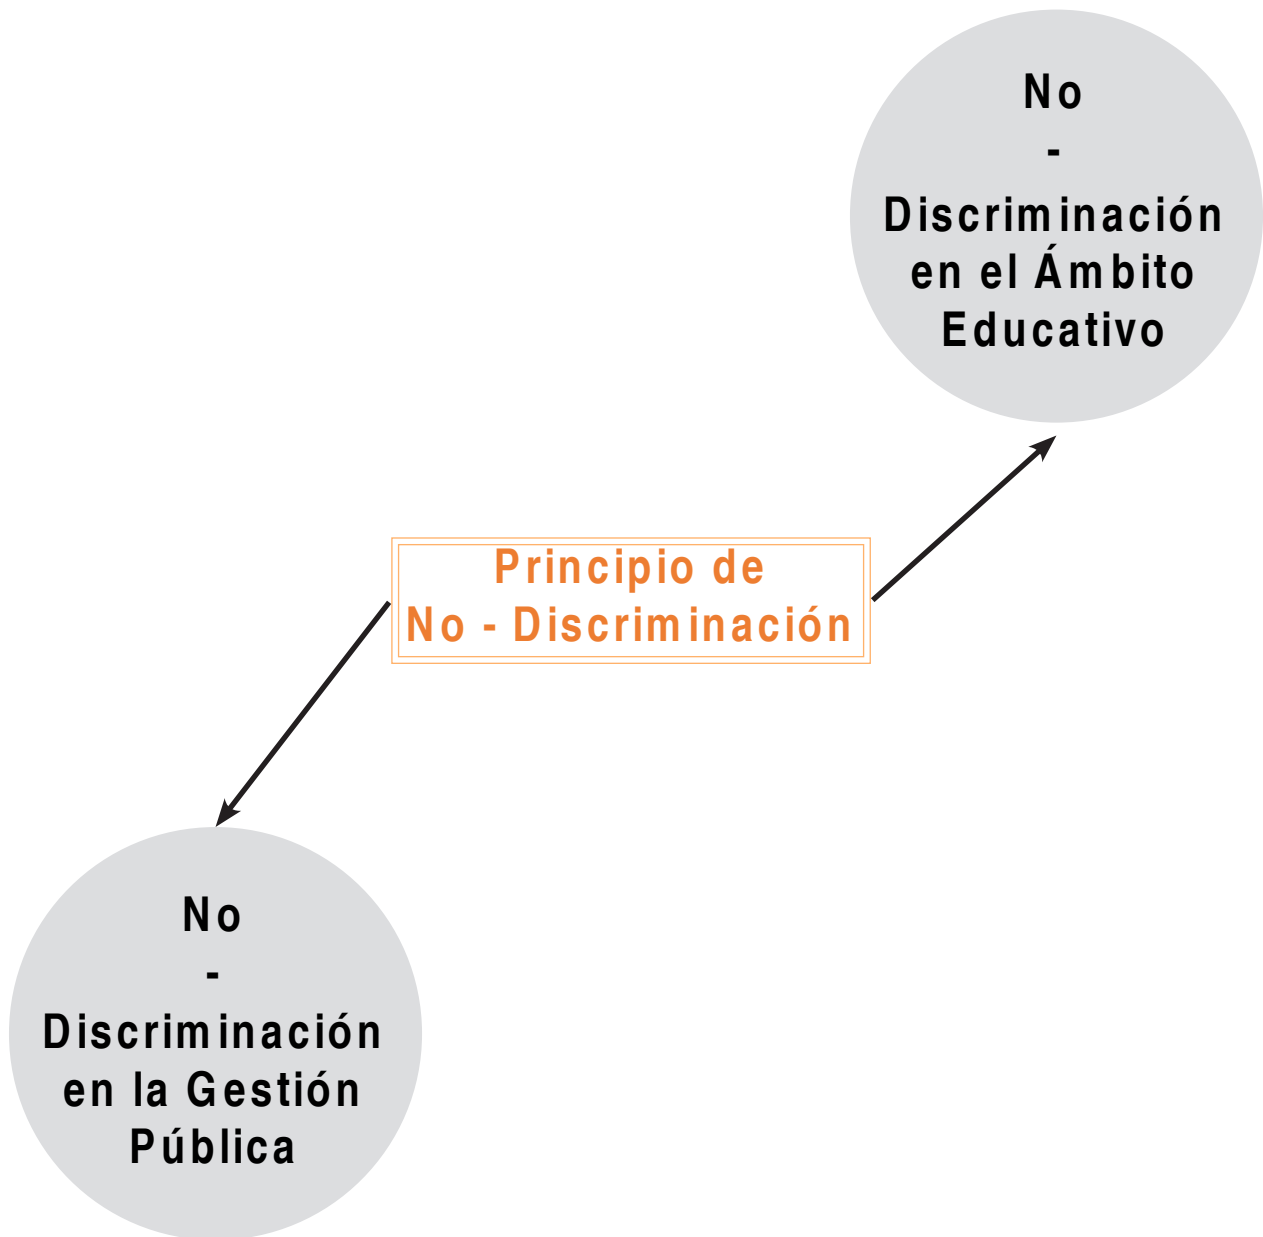 No
-
Discriminación
en el Ámbito
Educativo
Principio de
No - Discriminación
No
-
Discriminación
en la Gestión
Pública